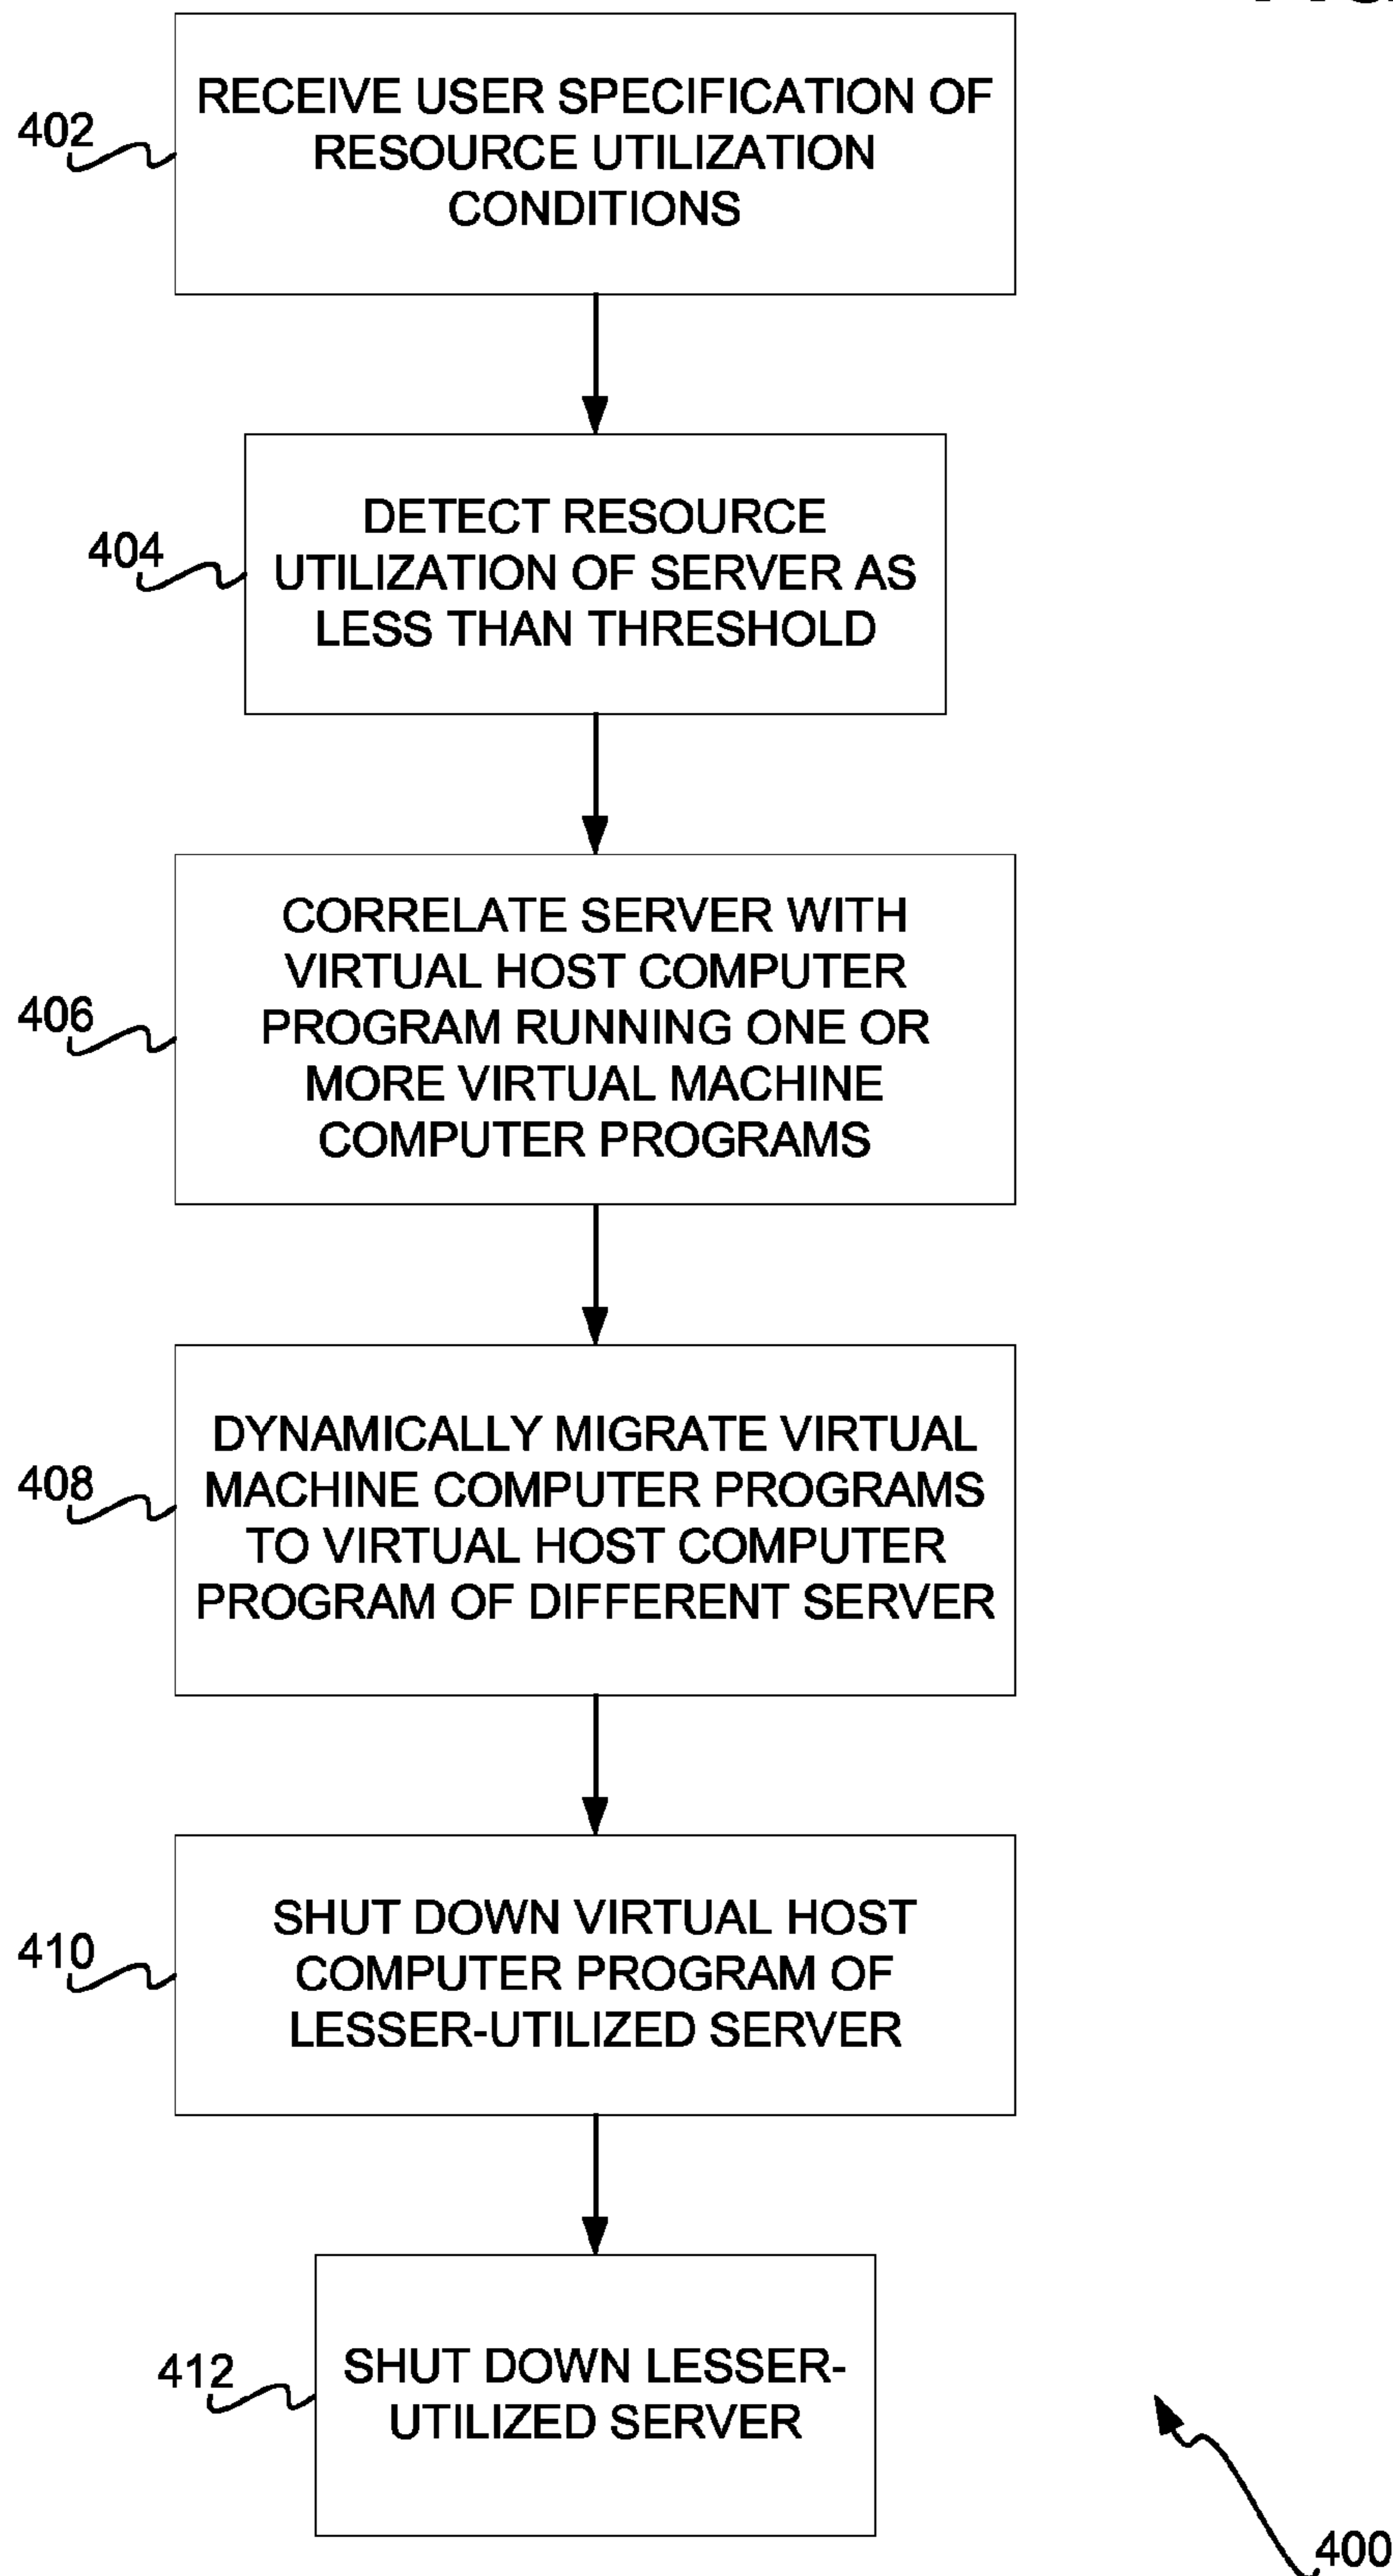 402
RECEIVE USER SPECIFICATION OF
RESOURCE UTILIZATION
CONDITIONS
404
DETECT RESOURCE
UTILIZATION OF SERVER AS
LESS THAN THRESHOLD
406
CORRELATE SERVER WITH
VIRTUAL HOST COMPUTER
PROGRAM RUNNING ONE OR
MORE VIRTUAL MACHINE
COMPUTER PROGRAMS
408
DYNAMICALLY MIGRATE VIRTUAL
MACHINE COMPUTER PROGRAMS
TO VIRTUAL HOST COMPUTER
PROGRAM OF DIFFERENT SERVER
410
SHUT DOWN VIRTUAL HOST
COMPUTER PROGRAM OF
LESSER-UTILIZED SERVER
412
SHUT DOWN LESSER-
UTILIZED SERVER
400